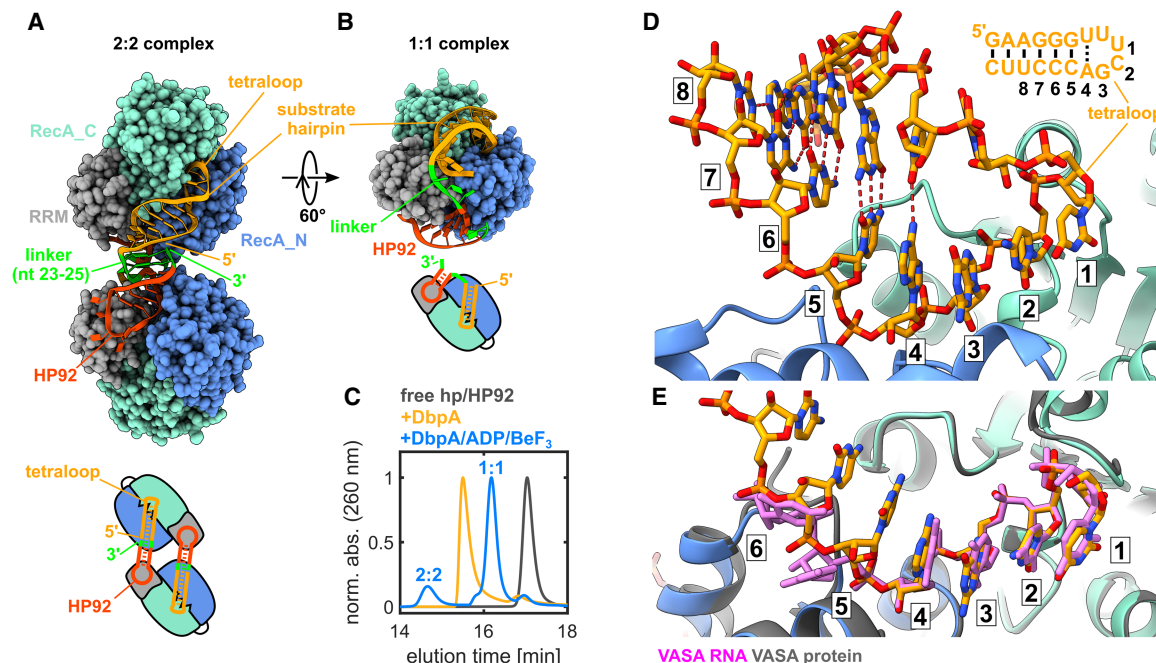 A
2:2 complex
tetraloop
substrate
hairpin
RecA_C
RRM
linker
(nt 23-25)
RecA_N
5'
3'
HP92
60°
B
1:1 complex
linker
HP92
3'
5'
tetraloop
5'
3'
HP92
C
free hp/HP92
+DbpA
+DbpA/ADP/BeF3
1:1
2:2
norm. abs. (260 nm)
1
0.5
0
14 16 18
elution time [min]
D
5'GAAGGGUUU
U 1
C 2
CUUCCCAG
8 7 6 5 4 3
tetraloop
8
7
6
5
4
3
2
1
E
6
5
4
3
2
1
VASA RNA VASA protein